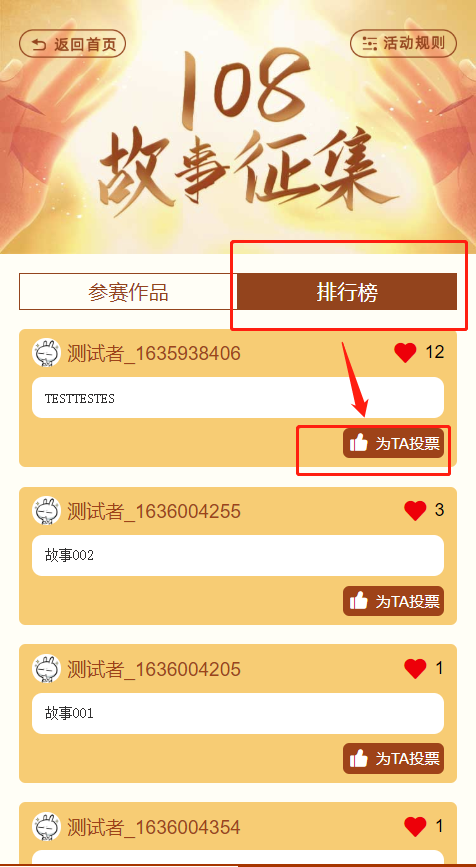 返回首页
活动规则
108
故事征集
参赛作品
排行榜
测试者_1635938406
12
TESTTESTES
为TA投票
测试者_1636004255
3
故事002
为TA投票
测试者_1636004205
1
故事001
为TA投票
测试者_1636004354
1